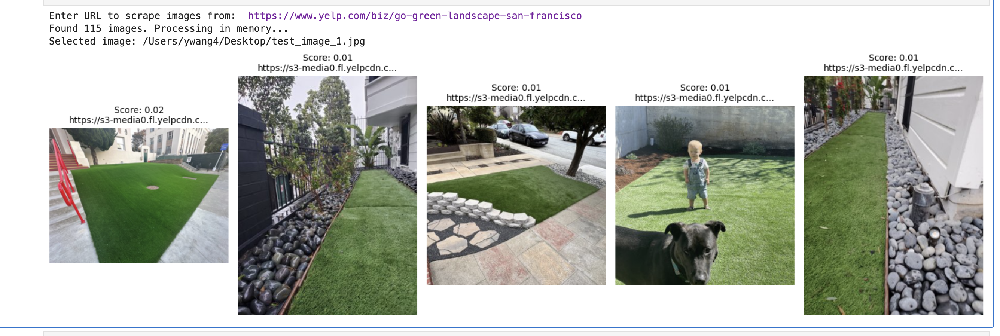 Enter URL to scrape images from: https://www.yelp.com/biz/go-green-landscape-san-francisco
Found 115 images. Processing in memory...
Selected image: /Users/ywang4/Desktop/test_image_1.jpg
Score: 0.02
https://s3-media0.fl.yelpcdn.c...
Score: 0.01
https://s3-media0.fl.yelpcdn.c...
Score: 0.01
https://s3-media0.fl.yelpcdn.c...
Score: 0.01
https://s3-media0.fl.yelpcdn.c...
Score: 0.01
https://s3-media0.fl.yelpcdn.c...